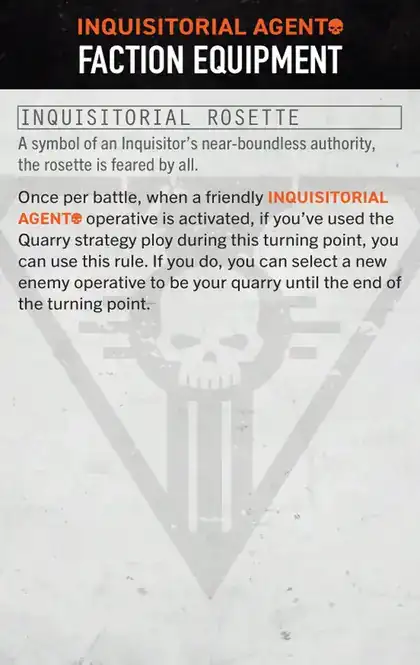 INQUISITORIAL AGENT
FACTION EQUIPMENT
INQUISITORIAL ROSETTE
A symbol of an Inquisitor's near-boundless authority,
the rosette is feared by all.
Once per battle, when a friendly INQUISITORIAL
AGENT operative is activated, if you've used the
Quarry strategy ploy during this turning point, you
can use this rule. If you do, you can select a new
enemy operative to be your quarry until the end of
the turning point.